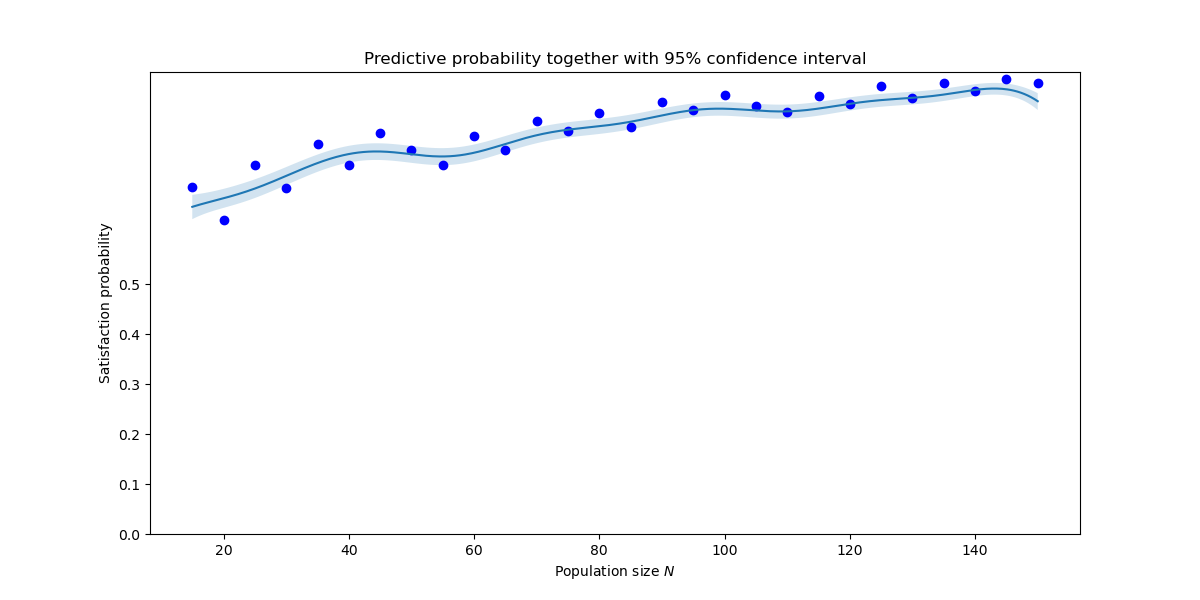 Predictive probability together with 95% confidence interval
Satisfaction probability
0.5
0.4
0.3
0.2
0.1
0.0
20 40 60 80 100 120 140
Population size N